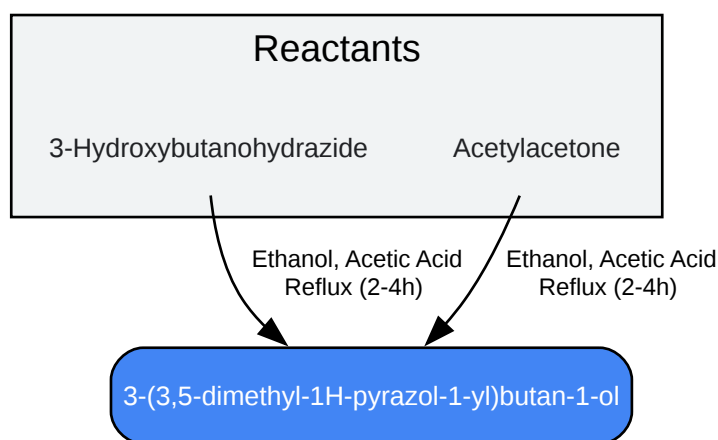 Reactants
3-Hydroxybutanohydrazide
Acetylacetone
Ethanol, Acetic Acid
Reflux (2-4h)
Ethanol, Acetic Acid
Reflux (2-4h)
3-(3,5-dimethyl-1H-pyrazol-1-yl)butan-1-ol